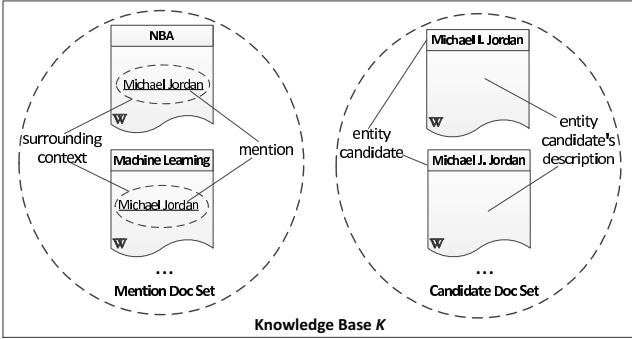 NBA
Michael Jordan
W
surrounding
context
mention
Machine Learning
Michael Jordan
W
...
Mention Doc Set
Michael I. Jordan
W
entity
candidate
entity
candidate's
description
Michael J. Jordan
W
...
Candidate Doc Set
Knowledge Base K